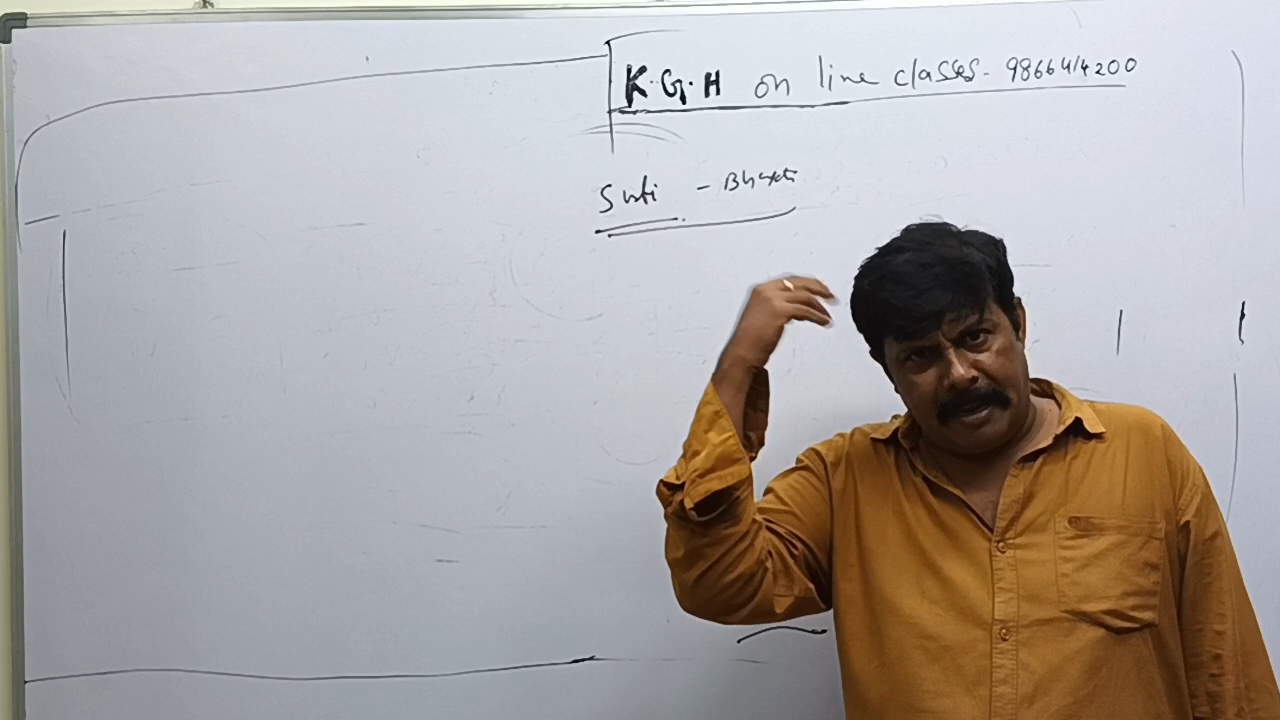 K.G.H on line classes - 9866414200
Sufi - Bhakti